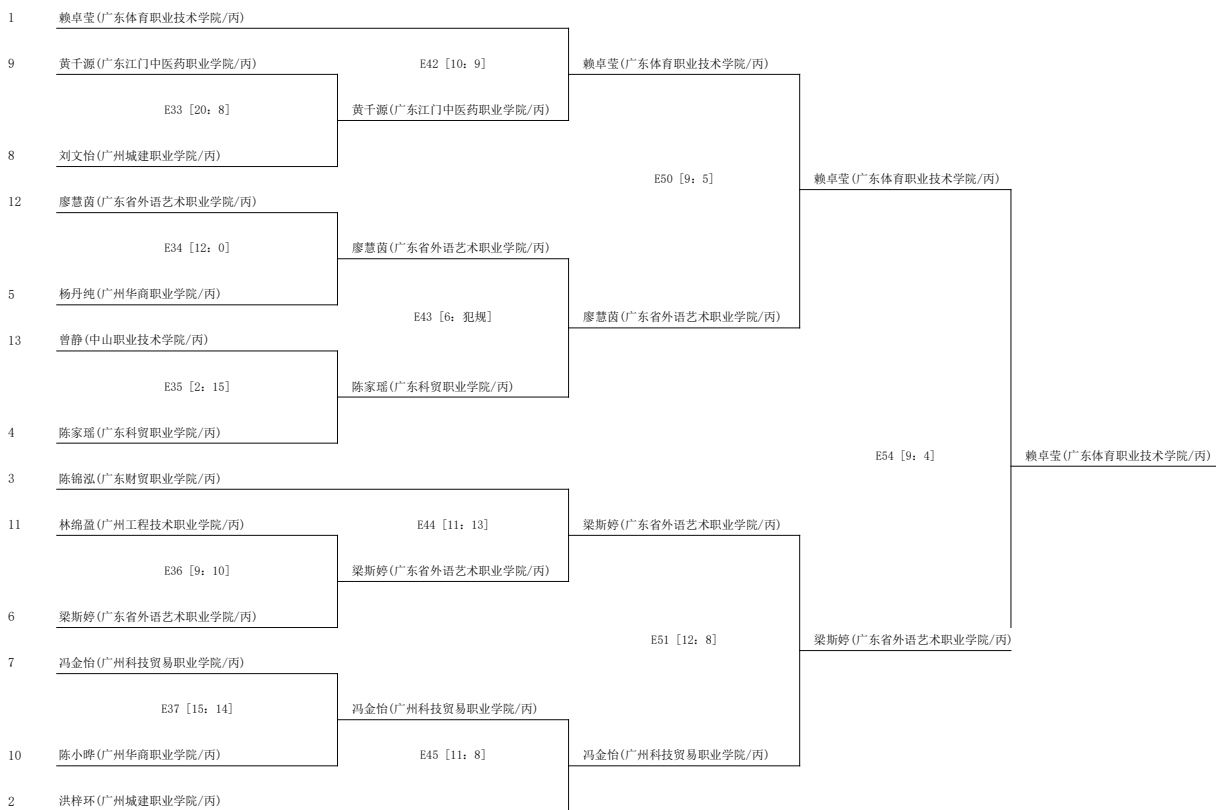 1 赖卓莹(广东体育职业技术学院/丙)
9 黄千源(广东江门中医药职业学院/丙) E42 [10: 9] 赖卓莹(广东体育职业技术学院/丙)
E33 [20: 8] 黄千源(广东江门中医药职业学院/丙)
8 刘文怡(广州城建职业学院/丙)
E50 [9: 5] 赖卓莹(广东体育职业技术学院/丙)
12 廖慧茵(广东省外语艺术职业学院/丙)
E34 [12: 0] 廖慧茵(广东省外语艺术职业学院/丙)
5 杨丹纯(广州华商职业学院/丙)
E43 [6: 犯规] 廖慧茵(广东省外语艺术职业学院/丙)
13 曾静(中山职业技术学院/丙)
E35 [2: 15] 陈家瑶(广东科贸职业学院/丙)
4 陈家瑶(广东科贸职业学院/丙)
E54 [9: 4] 赖卓莹(广东体育职业技术学院/丙)
3 陈锦泓(广东财贸职业学院/丙)
11 林绵盈(广州工程技术职业学院/丙) E44 [11: 13] 梁斯婷(广东省外语艺术职业学院/丙)
E36 [9: 10] 梁斯婷(广东省外语艺术职业学院/丙)
6 梁斯婷(广东省外语艺术职业学院/丙)
E51 [12: 8] 梁斯婷(广东省外语艺术职业学院/丙)
7 冯金怡(广州科技贸易职业学院/丙)
E37 [15: 14] 冯金怡(广州科技贸易职业学院/丙)
10 陈小晔(广州华商职业学院/丙) E45 [11: 8] 冯金怡(广州科技贸易职业学院/丙)
2 洪梓环(广州城建职业学院/丙)